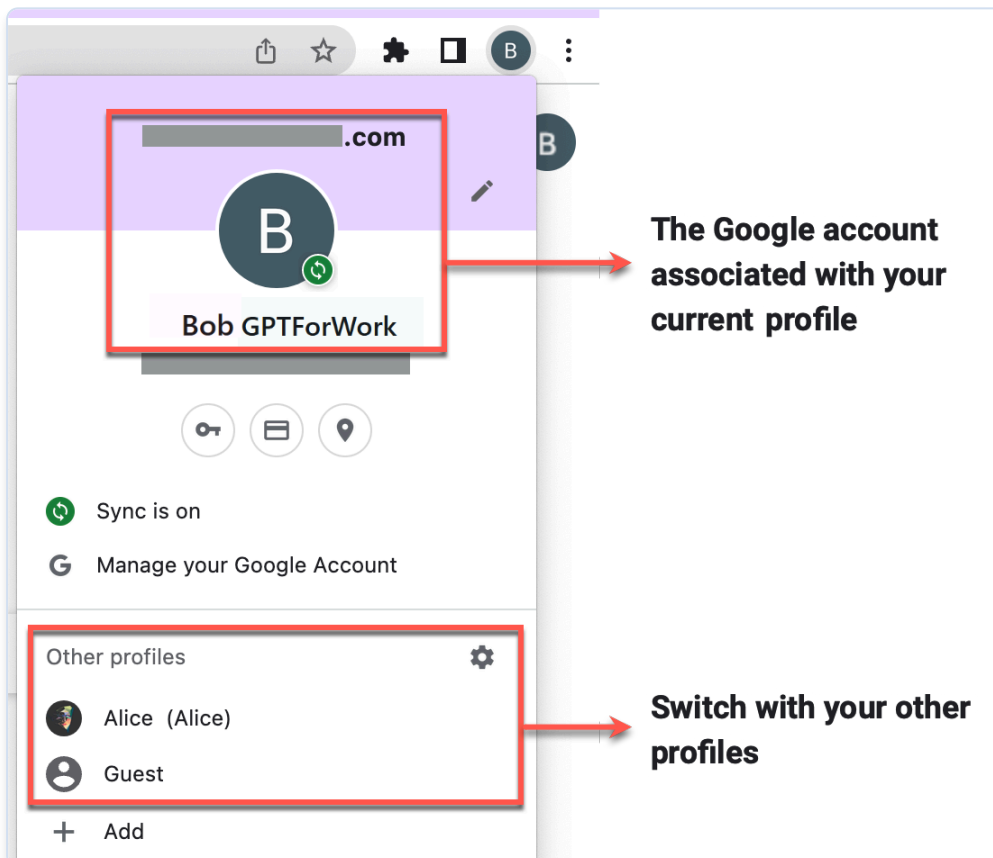 B
.com
B
B
The Google account
associated with your
current profile
Bob GPTForWork
Sync is on
G Manage your Google Account
Other profiles
Alice (Alice)
Switch with your other
profiles
Guest
+ Add